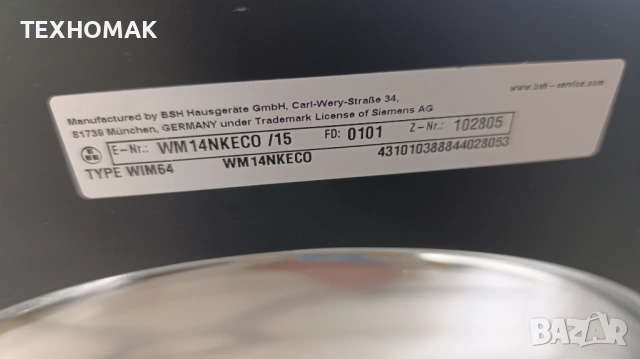 ТЕХНОМАК
www.bsh-service.com
Manufactured by BSH Hausgeräte GmbH, Carl-Wery-Straße 34,
81739 München, GERMANY under Trademark License of Siemens AG
E-Nr.: WM14NKECO /15 FD: 0101 Z-Nr.: 102805
TYPE WIM64 WM14NKECO 431010388844028053
BAZAR